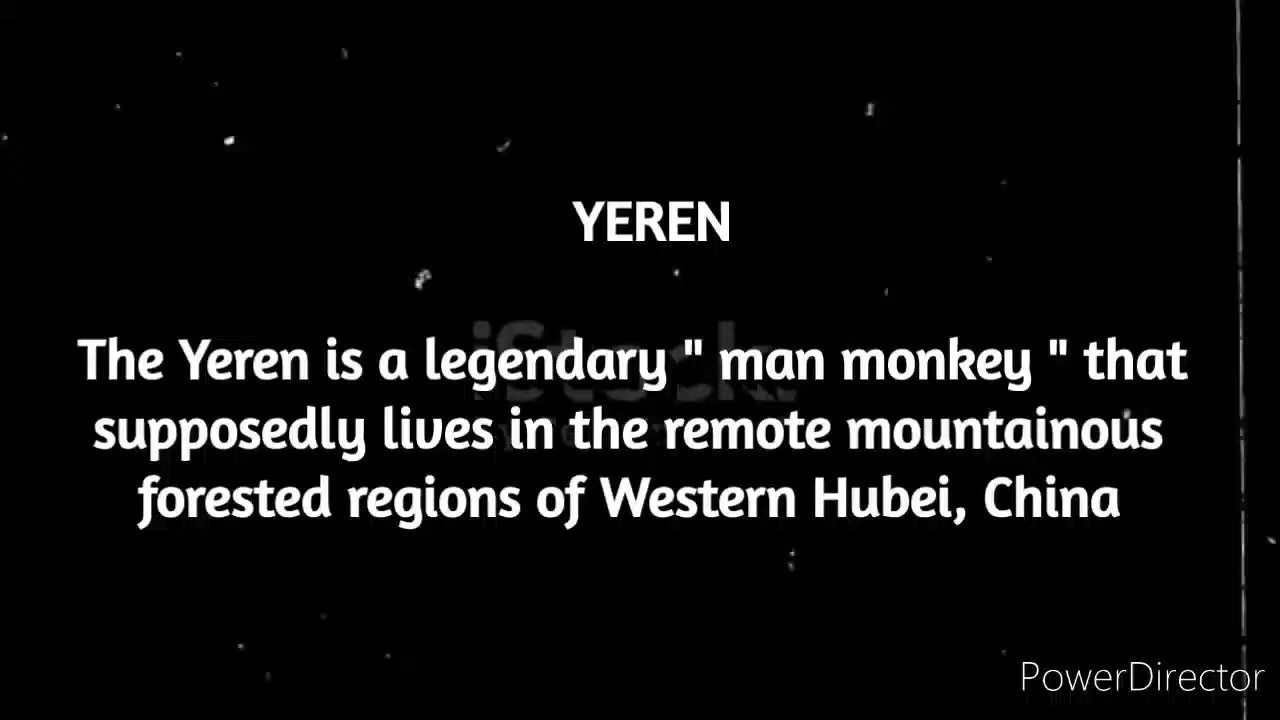 YEREN
iStock
The Yeren is a legendary " man monkey " that
supposedly lives in the remote mountainous
forested regions of Western Hubei, China
PowerDirector